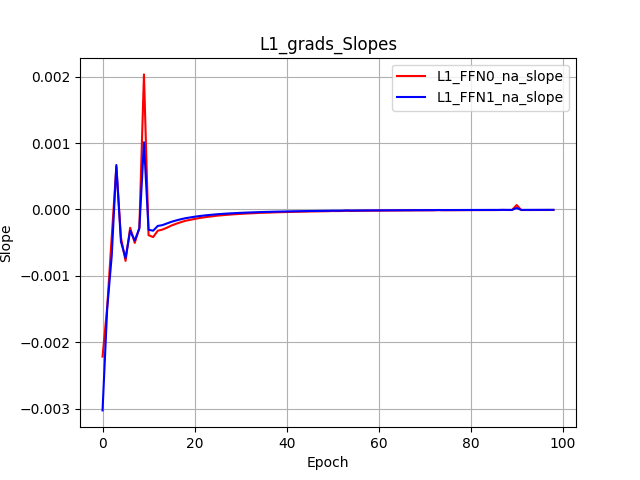 L1_grads_Slopes
L1_FFN0_na_slope
L1_FFN1_na_slope
0.002
0.001
0.000
−0.001
−0.002
−0.003
Slope
0 20 40 60 80 100
Epoch